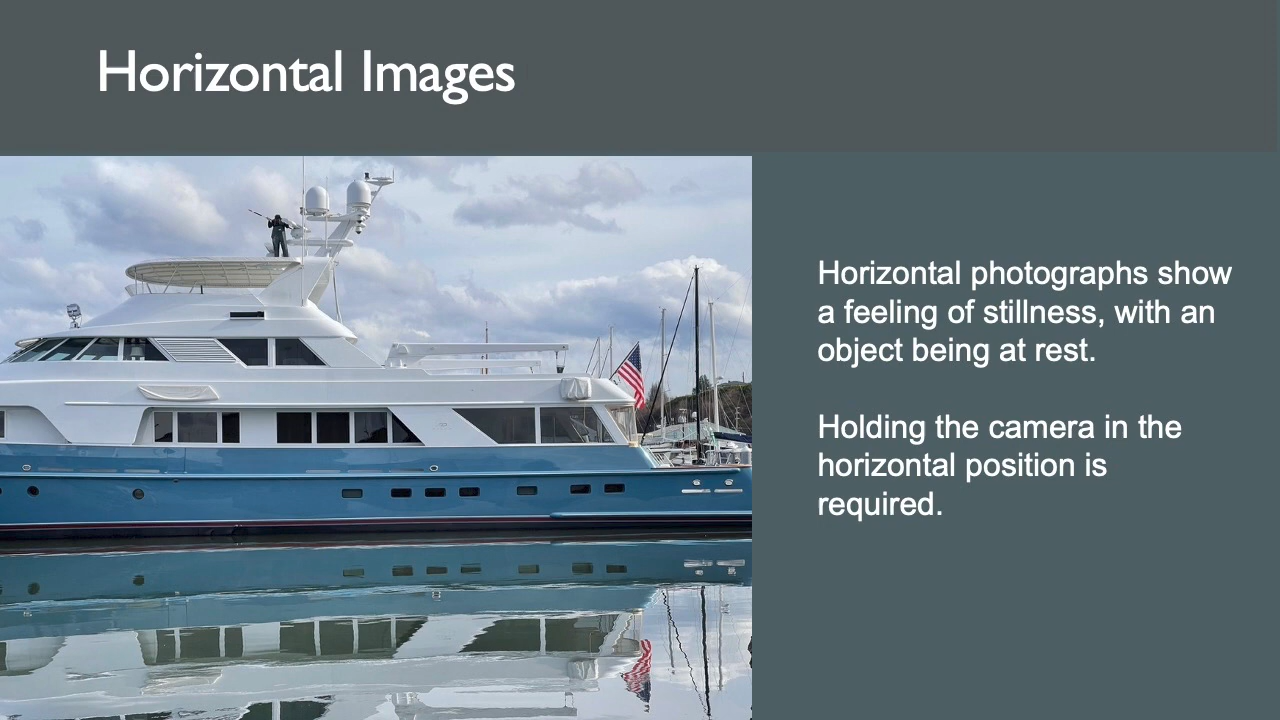 Horizontal Images
Horizontal photographs show
a feeling of stillness, with an
object being at rest.
Holding the camera in the
horizontal position is
required.